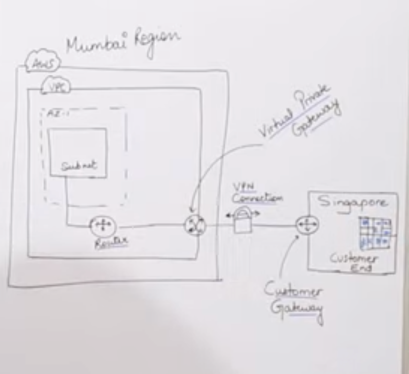 Mumbai Region
AWS
VPC
AZ-1
Subnet
Router
Virtual Private
Gateway
VPN
Connection
Singapore
Customer
End
Customer
Gateway